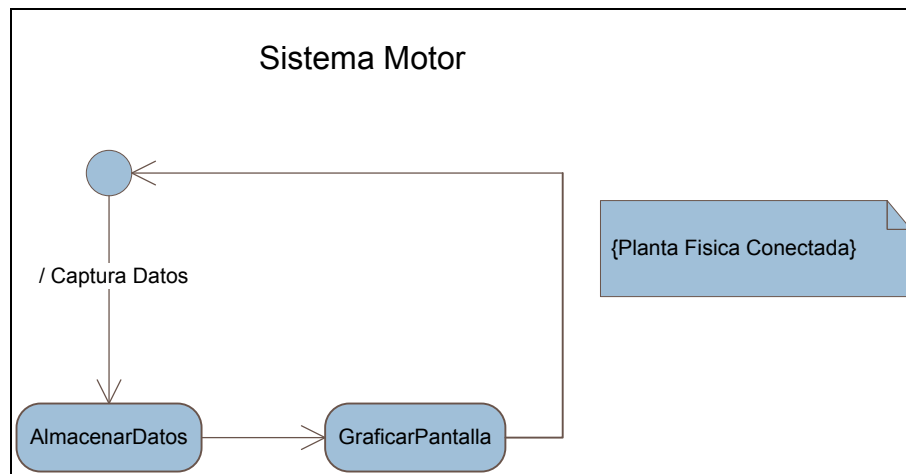 Sistema Motor
{Planta Fisica Conectada}
/ Captura Datos
AlmacenarDatos
GraficarPantalla